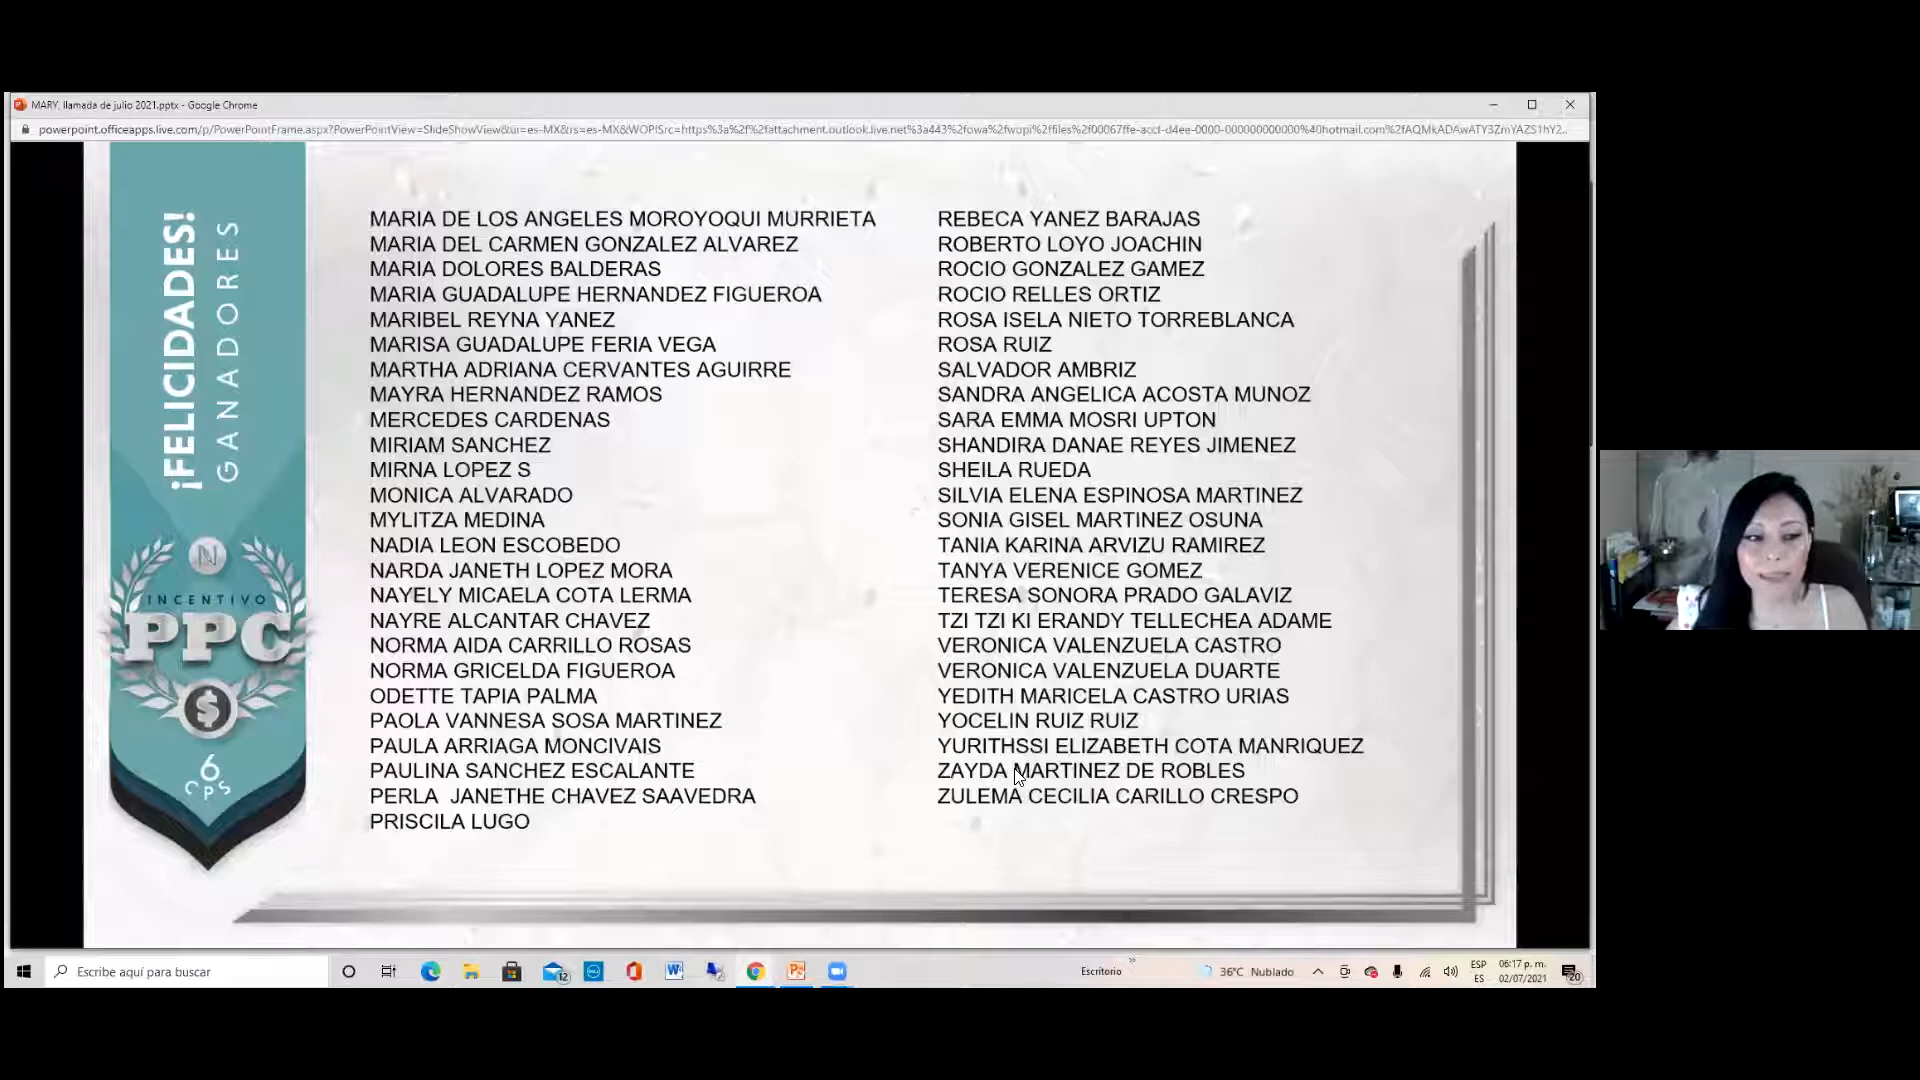 MARY, llamada de julio 2021.pptx - Google Chrome
¡FELICIDADES!
GANADORES
INCENTIVO
PPC
6
CPS
MARIA DE LOS ANGELES MOROYOQUI MURRIETA
MARIA DEL CARMEN GONZALEZ ALVAREZ
MARIA DOLORES BALDERAS
MARIA GUADALUPE HERNANDEZ FIGUEROA
MARIBEL REYNA YANEZ
MARISA GUADALUPE FERIA VEGA
MARTHA ADRIANA CERVANTES AGUIRRE
MAYRA HERNANDEZ RAMOS
MERCEDES CARDENAS
MIRIAM SANCHEZ
MIRNA LOPEZ S
MONICA ALVARADO
MYLITZA MEDINA
NADIA LEON ESCOBEDO
NARDA JANETH LOPEZ MORA
NAYELY MICAELA COTA LERMA
NAYRE ALCANTAR CHAVEZ
NORMA AIDA CARRILLO ROSAS
NORMA GRICELDA FIGUEROA
ODETTE TAPIA PALMA
PAOLA VANNESA SOSA MARTINEZ
PAULA ARRIAGA MONCIVAIS
PAULINA SANCHEZ ESCALANTE
PERLA  JANETHE CHAVEZ SAAVEDRA
PRISCILA LUGO
REBECA YANEZ BARAJAS
ROBERTO LOYO JOACHIN
ROCIO GONZALEZ GAMEZ
ROCIO RELLES ORTIZ
ROSA ISELA NIETO TORREBLANCA
ROSA RUIZ
SALVADOR AMBRIZ
SANDRA ANGELICA ACOSTA MUNOZ
SARA EMMA MOSRI UPTON
SHANDIRA DANAE REYES JIMENEZ
SHEILA RUEDA
SILVIA ELENA ESPINOSA MARTINEZ
SONIA GISEL MARTINEZ OSUNA
TANIA KARINA ARVIZU RAMIREZ
TANYA VERENICE GOMEZ
TERESA SONORA PRADO GALAVIZ
TZI TZI KI ERANDY TELLECHEA ADAME
VERONICA VALENZUELA CASTRO
VERONICA VALENZUELA DUARTE
YEDITH MARICELA CASTRO URIAS
YOCELIN RUIZ RUIZ
YURITHSSI ELIZABETH COTA MANRIQUEZ
ZAYDA MARTINEZ DE ROBLES
ZULEMA CECILIA CARILLO CRESPO
Escribe aquí para buscar
Escritorio
36°C Nublado
ESP
ES
06:17 p. m.
02/07/2021